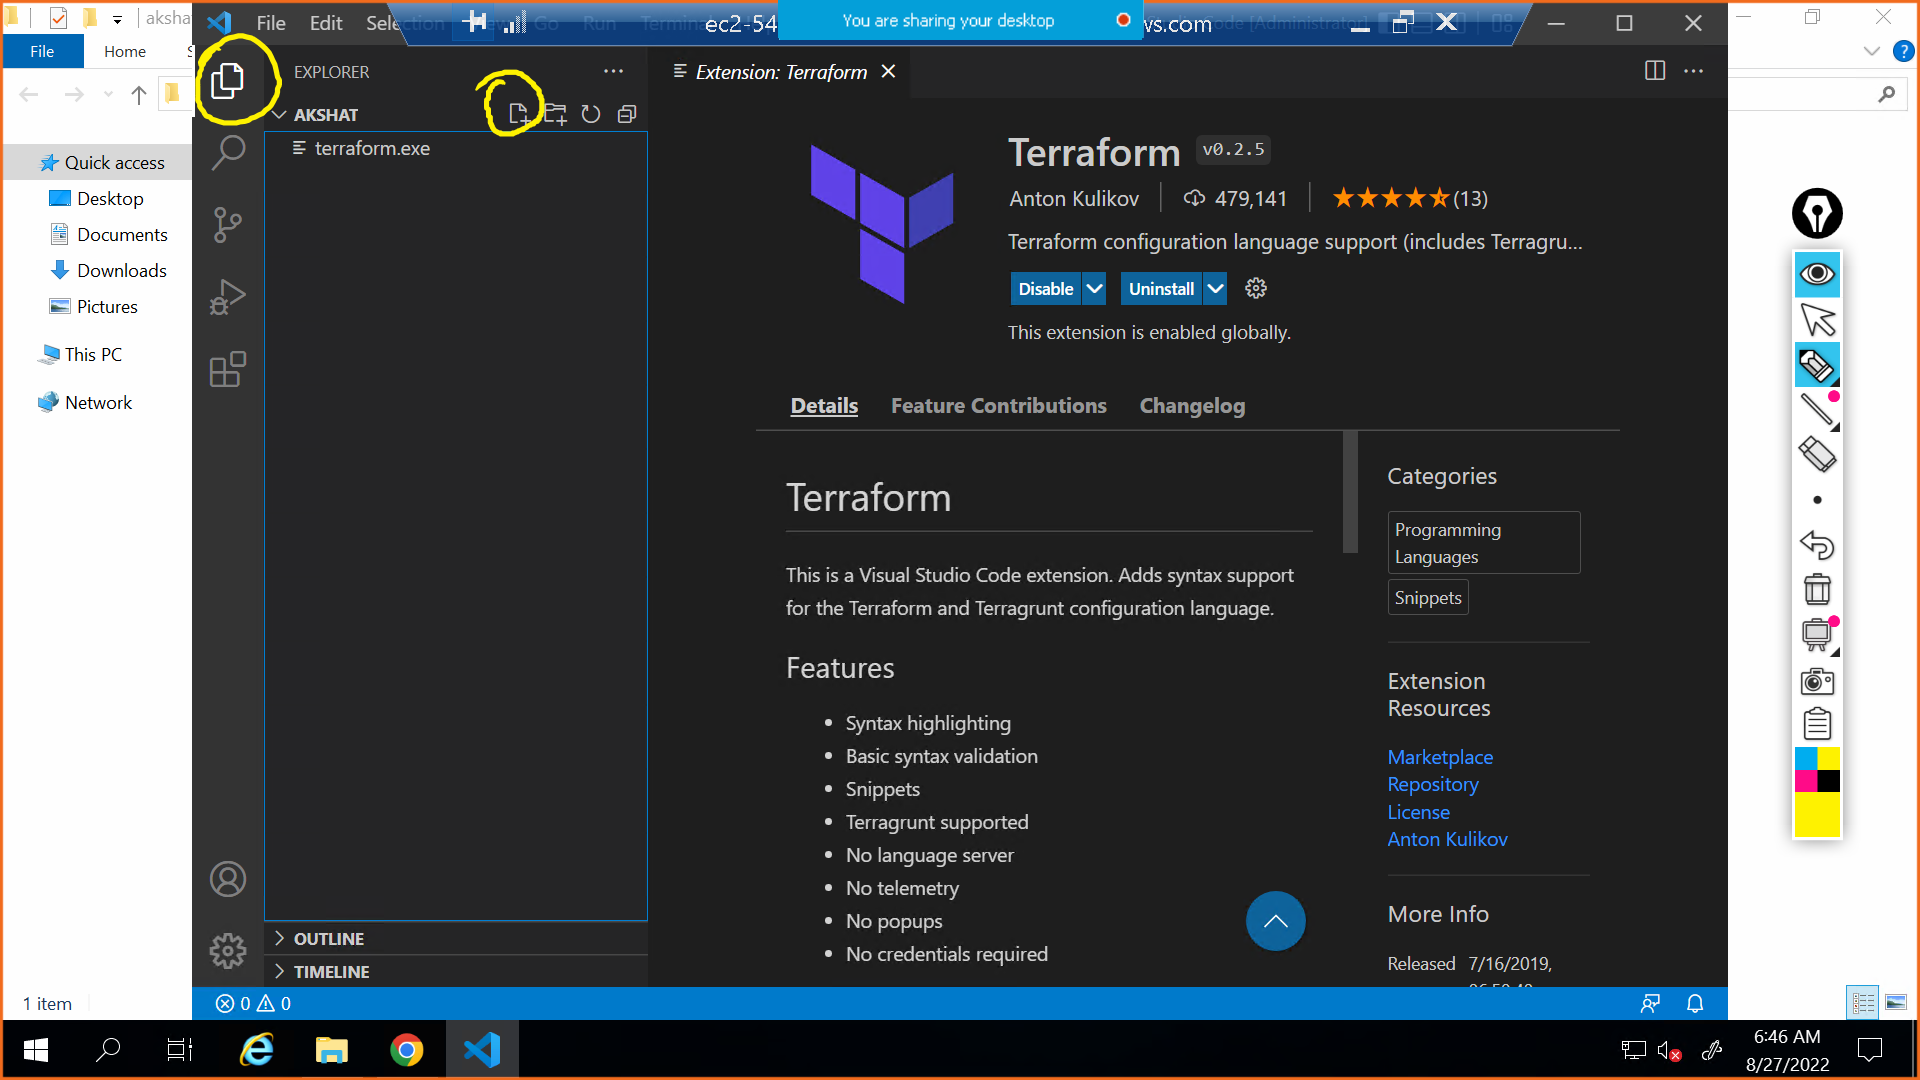 aksha
File
Home
Quick access
Desktop
Documents
Downloads
Pictures
This PC
Network
1 item
File Edit Selection
Go Run Terminal
ec2-54
You are sharing your desktop
ws.com
[Administrator]
EXPLORER
AKSHAT
terraform.exe
OUTLINE
TIMELINE
0 0
Extension: Terraform
Terraform v0.2.5
Anton Kulikov 479,141 (13)
Terraform configuration language support (includes Terragru...
Disable Uninstall
This extension is enabled globally.
Details Feature Contributions Changelog
Terraform
This is a Visual Studio Code extension. Adds syntax support
for the Terraform and Terragrunt configuration language.
Features
• Syntax highlighting
• Basic syntax validation
• Snippets
• Terragrunt supported
• No language server
• No telemetry
• No popups
• No credentials required
Categories
Programming
Languages
Snippets
Extension
Resources
Marketplace
Repository
License
Anton Kulikov
More Info
Released 7/16/2019,
6:46 AM
8/27/2022